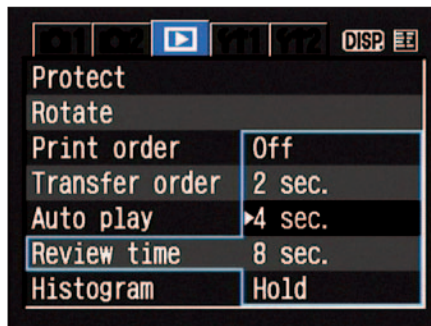 DISP.
Protect
Rotate
Print order
Transfer order
Auto play
Review time
Histogram
Off
2 sec.
4 sec.
8 sec.
Hold